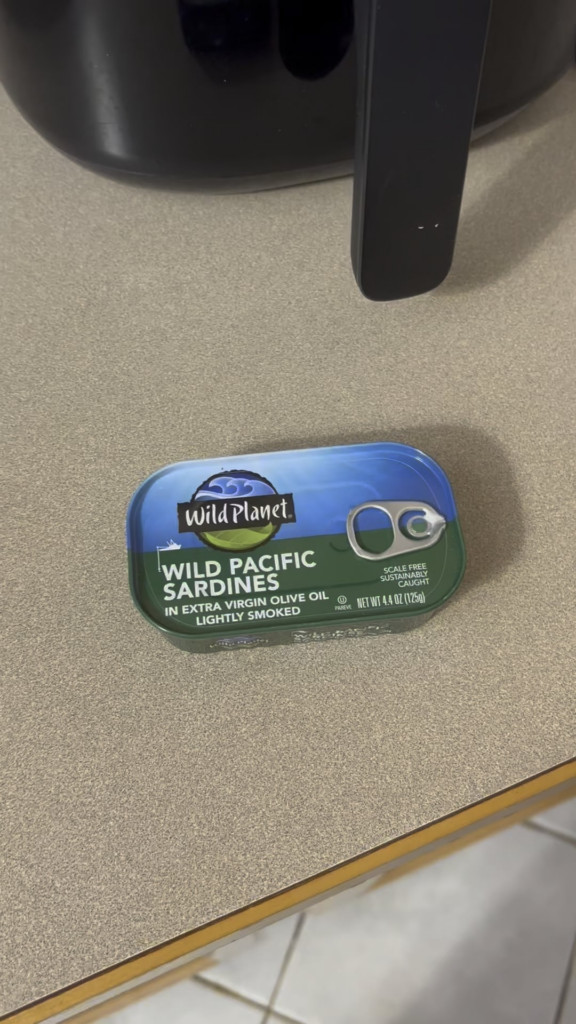 Wild Planet
WILD PACIFIC
SARDINES
IN EXTRA VIRGIN OLIVE OIL
LIGHTLY SMOKED
SCALE FREE
SUSTAINABLY
CAUGHT
PAREVE
NET WT 4.4 OZ (125g)